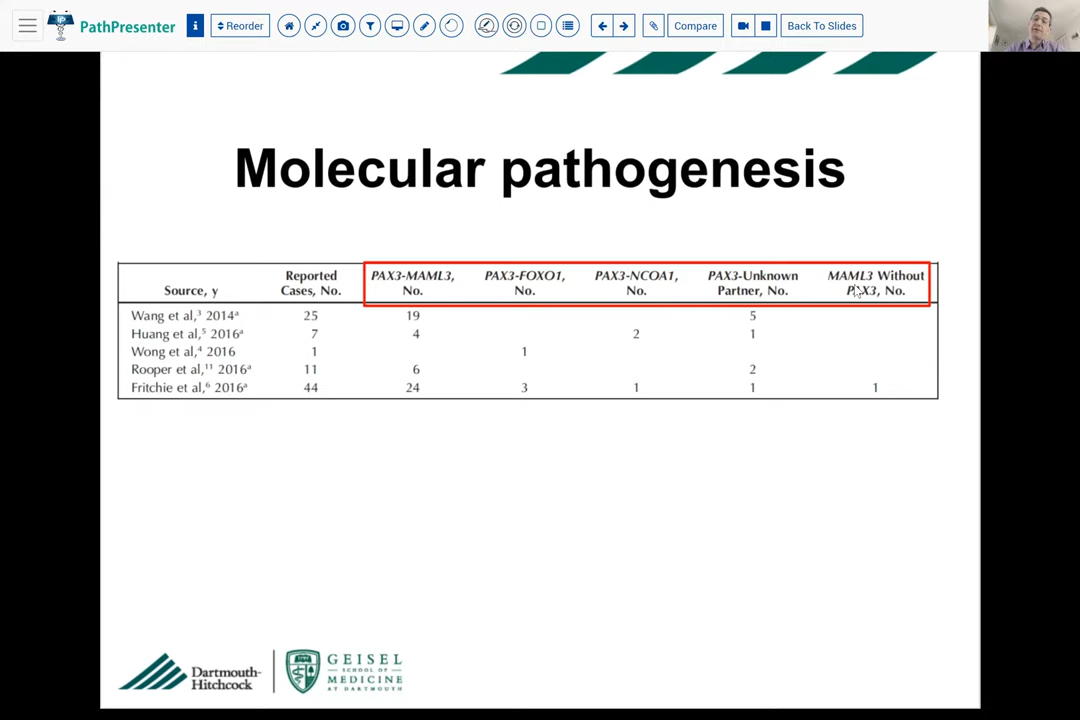 PathPresenter
i
Reorder
Compare
Back To Slides
Molecular pathogenesis
Source, y Reported Cases, No. PAX3-MAML3, No. PAX3-FOXO1, No. PAX3-NCOA1, No. PAX3-Unknown Partner, No. MAML3 Without PAX3, No.
Wang et al,3 2014a 25 19 5
Huang et al,5 2016a 7 4 2 1
Wong et al,4 2016 1 1
Rooper et al,11 2016a 11 6 2
Fritchie et al,6 2016a 44 24 3 1 1 1
Dartmouth-
Hitchcock
GEISEL
SCHOOL OF
MEDICINE
AT DARTMOUTH